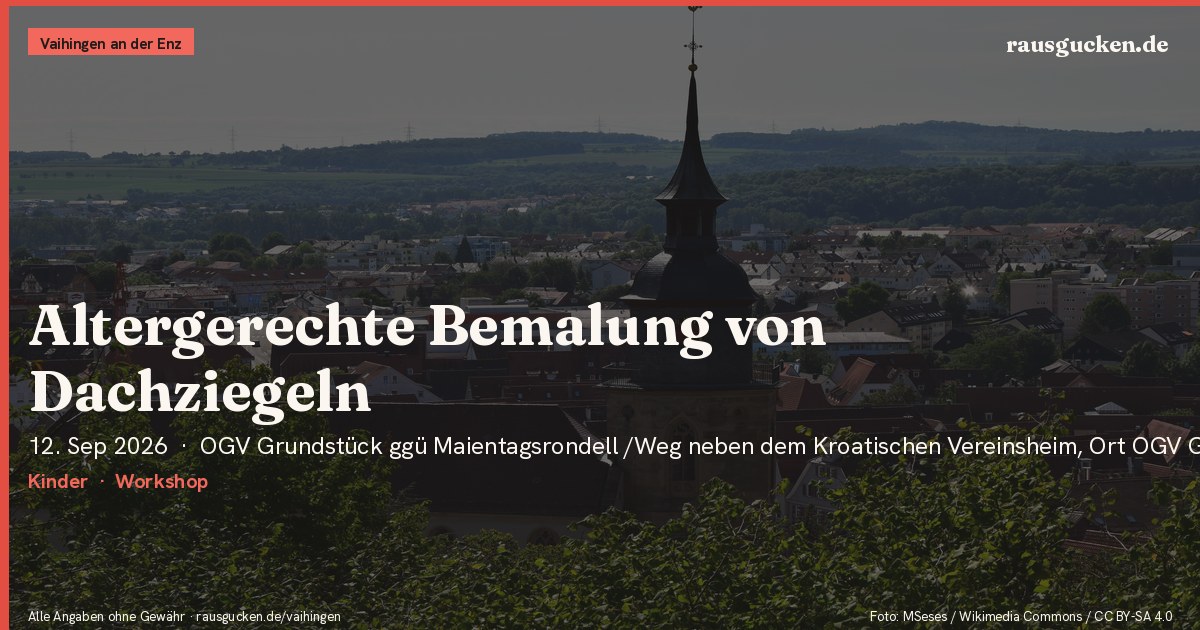 Vaihingen an der Enz
rausgucken.de
Altergerechte Bemalung von
Dachziegeln
12. Sep 2026 · OGV Grundstück ggü Maientagsrondell /Weg neben dem Kroatischen Vereinsheim, Ort OGV
Kinder · Workshop
Alle Angaben ohne Gewähr · rausgucken.de/vaihingen
Foto: MSeses / Wikimedia Commons / CC BY-SA 4.0